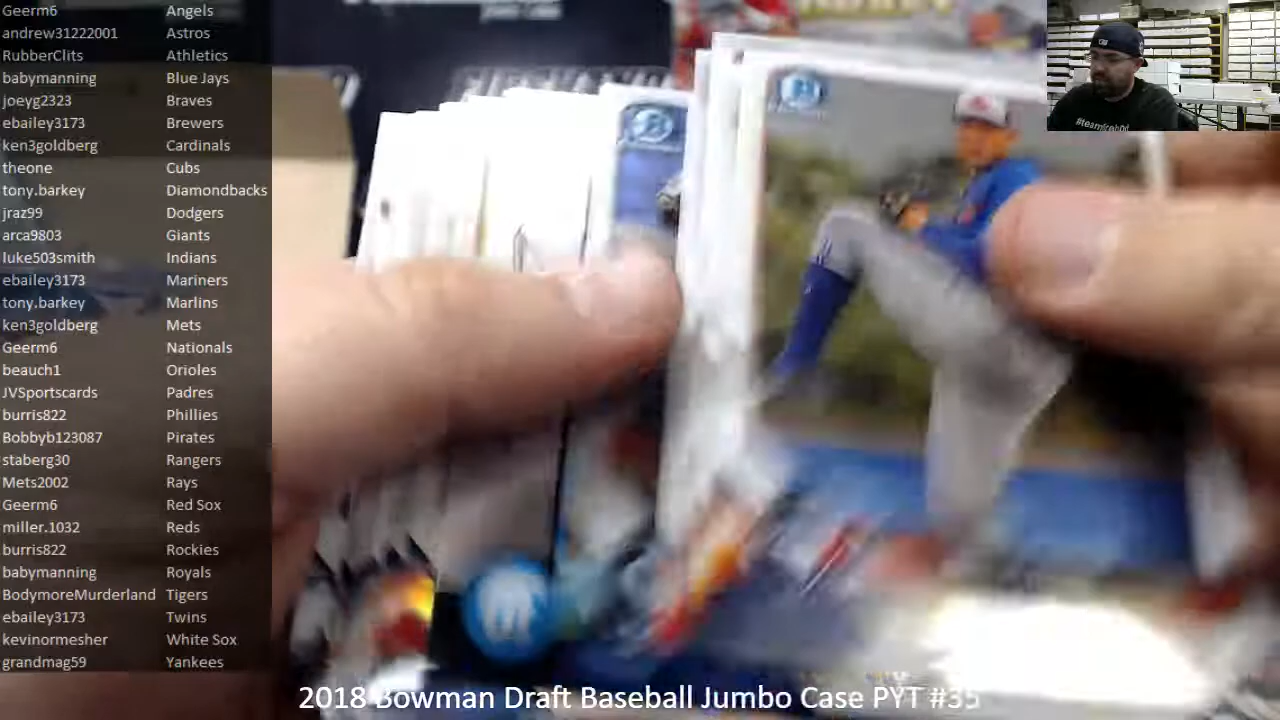 Geerm6 Angels
andrew31222001 Astros
RubberClits Athletics
babymanning Blue Jays
joeyg2323 Braves
ebailey3173 Brewers
ken3goldberg Cardinals
theone Cubs
tony.barkey Diamondbacks
jraz99 Dodgers
arca9803 Giants
luke503smith Indians
ebailey3173 Mariners
tony.barkey Marlins
ken3goldberg Mets
Geerm6 Nationals
beauch1 Orioles
JVSportscards Padres
burris822 Phillies
Bobbyb123087 Pirates
staberg30 Rangers
Mets2002 Rays
Geerm6 Red Sox
miller.1032 Reds
burris822 Rockies
babymanning Royals
BodymoreMurderland Tigers
ebailey3173 Twins
kevinormesher White Sox
grandmag59 Yankees
2018 Bowman Draft Baseball Jumbo Case PYT #35